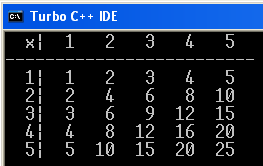 C:\ Turbo C++ IDE
x| 1 2 3 4 5
-------------------------
1| 1 2 3 4 5
2| 2 4 6 8 10
3| 3 6 9 12 15
4| 4 8 12 16 20
5| 5 10 15 20 25